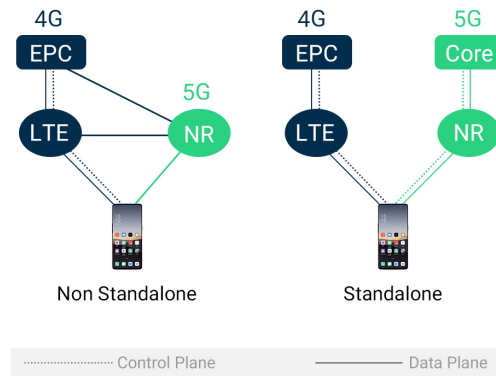 4G
EPC
LTE
5G
NR
Non Standalone
4G
EPC
LTE
5G
Core
NR
Standalone
Control Plane
Data Plane